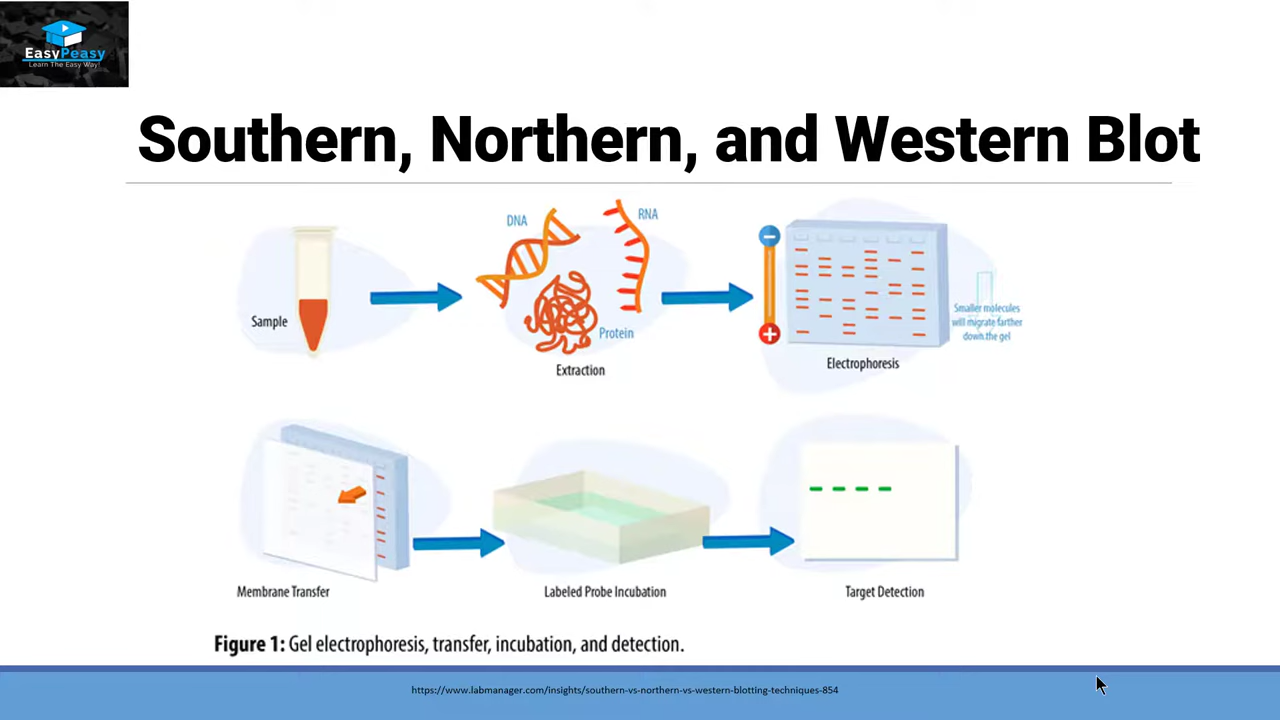 EasyPeasy
Learn The Easy Way!
Southern, Northern, and Western Blot
Sample
DNA
RNA
Protein
Extraction
Smaller molecules
will migrate farther
down the gel
Electrophoresis
Membrane Transfer
Labeled Probe Incubation
Target Detection
Figure 1: Gel electrophoresis, transfer, incubation, and detection.
https://www.labmanager.com/insights/southern-vs-northern-vs-western-blotting-techniques-854